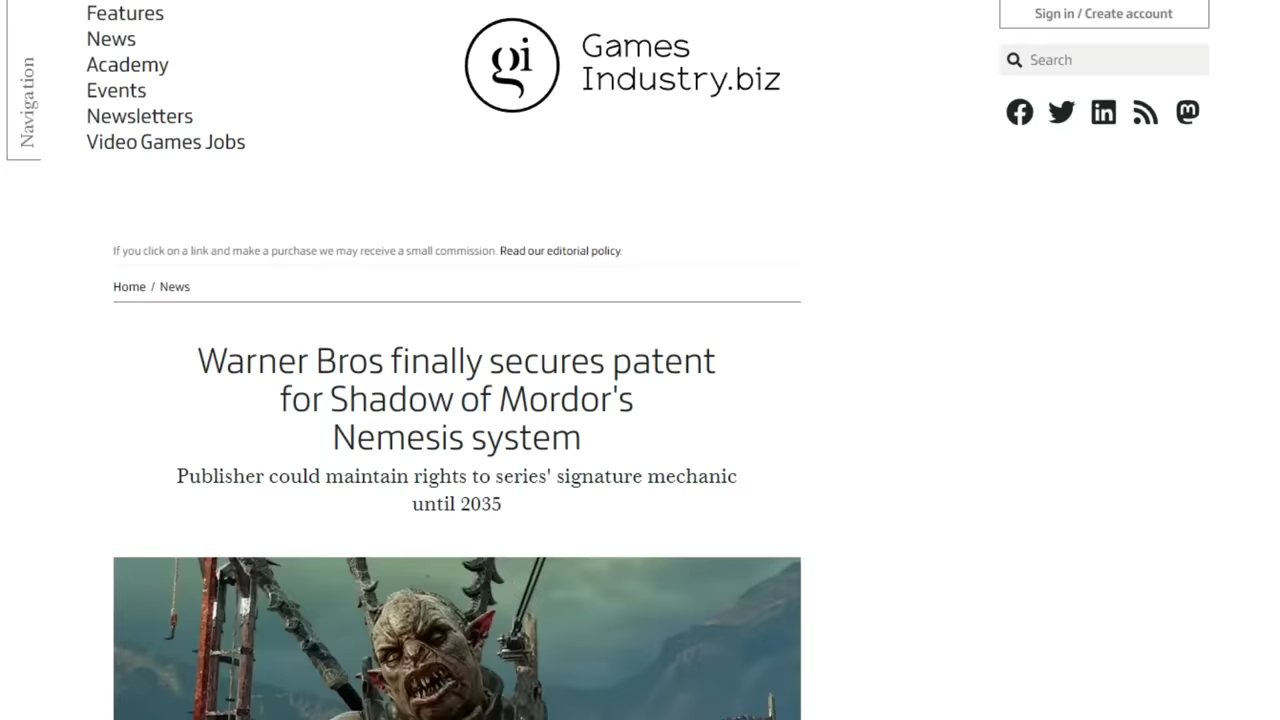 Navigation
Features
News
Academy
Events
Newsletters
Video Games Jobs
gi
Games
Industry.biz
Sign in / Create account
Search
If you click on a link and make a purchase we may receive a small commission. Read our editorial policy.
Home / News
Warner Bros finally secures patent
for Shadow of Mordor's
Nemesis system
Publisher could maintain rights to series' signature mechanic
until 2035